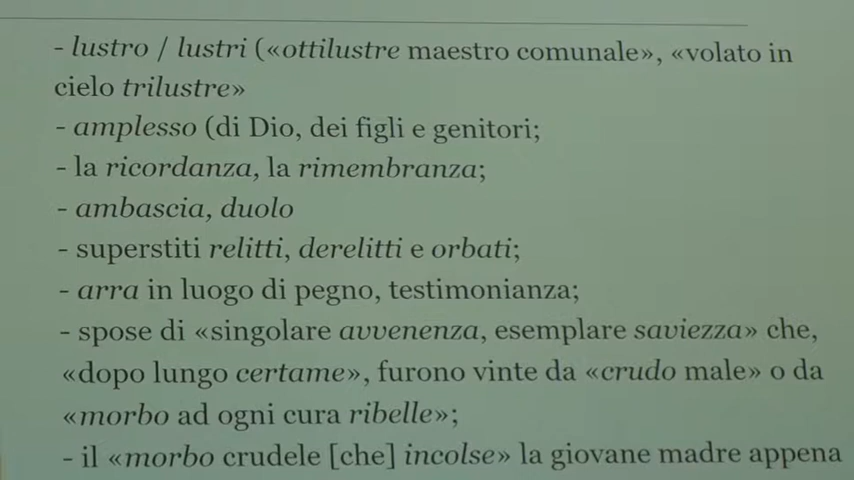 - lustro / lustri («ottilustre maestro comunale», «volato in
cielo trilustre»
- amplesso (di Dio, dei figli e genitori;
- la ricordanza, la rimembranza;
- ambascia, duolo
- superstiti relitti, derelitti e orbati;
- arra in luogo di pegno, testimonianza;
- spose di «singolare avvenenza, esemplare saviezza» che,
«dopo lungo certame», furono vinte da «crudo male» o da
«morbo ad ogni cura ribelle»;
- il «morbo crudele [che] incolse» la giovane madre appena